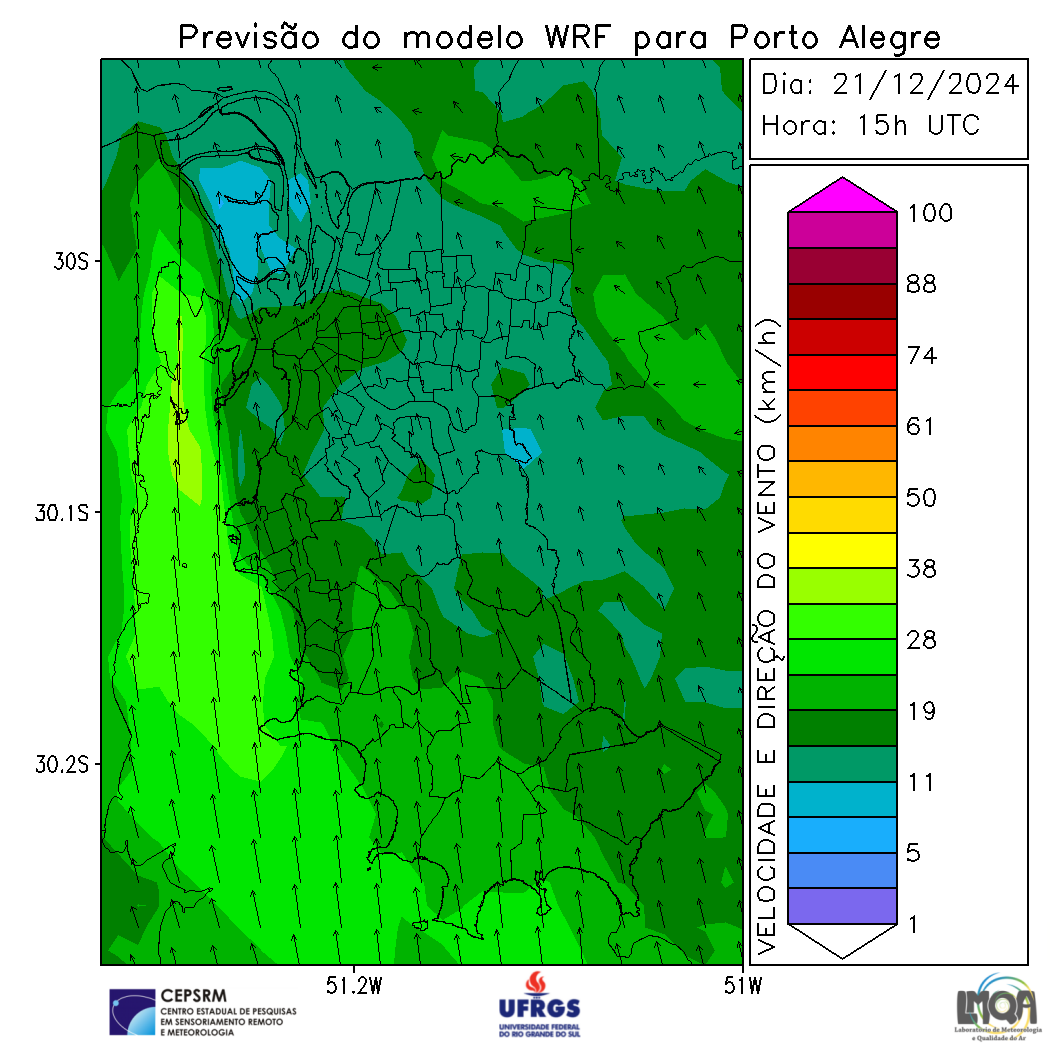 Previsão do modelo WRF para Porto Alegre
Dia: 21/12/2024
Hora: 15h UTC
30S
30.1S
30.2S
51.2W
51W
VELOCIDADE E DIREÇÃO DO VENTO (km/h)
100
88
74
61
50
38
28
19
11
5
1
CEPSRM
CENTRO ESTADUAL DE PESQUISAS
EM SENSORIAMENTO REMOTO
E METEOROLOGIA
UFRGS
UNIVERSIDADE FEDERAL
DO RIO GRANDE DO SUL
LMQA
Laboratório de Meteorologia
e Qualidade do Ar